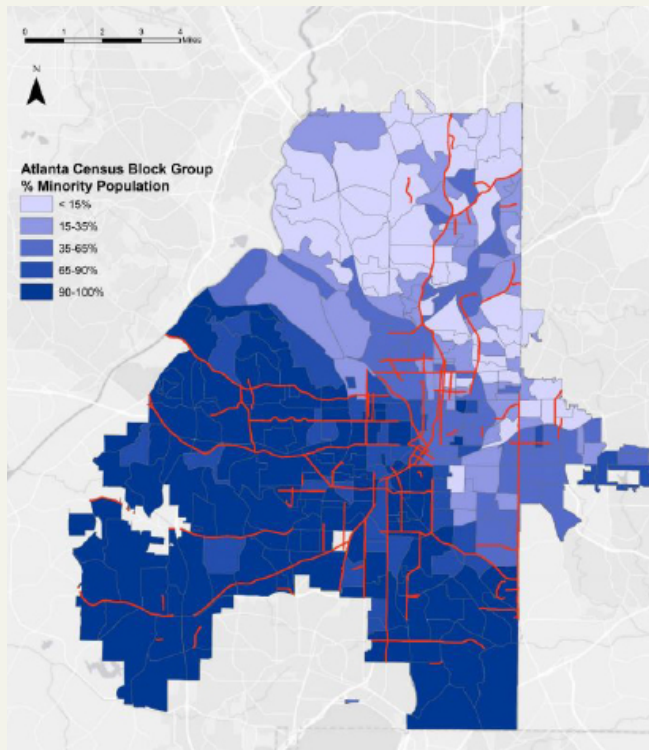 0 1 2 3 4
Miles
N
Atlanta Census Block Group
% Minority Population
< 15%
15-35%
35-65%
65-90%
90-100%